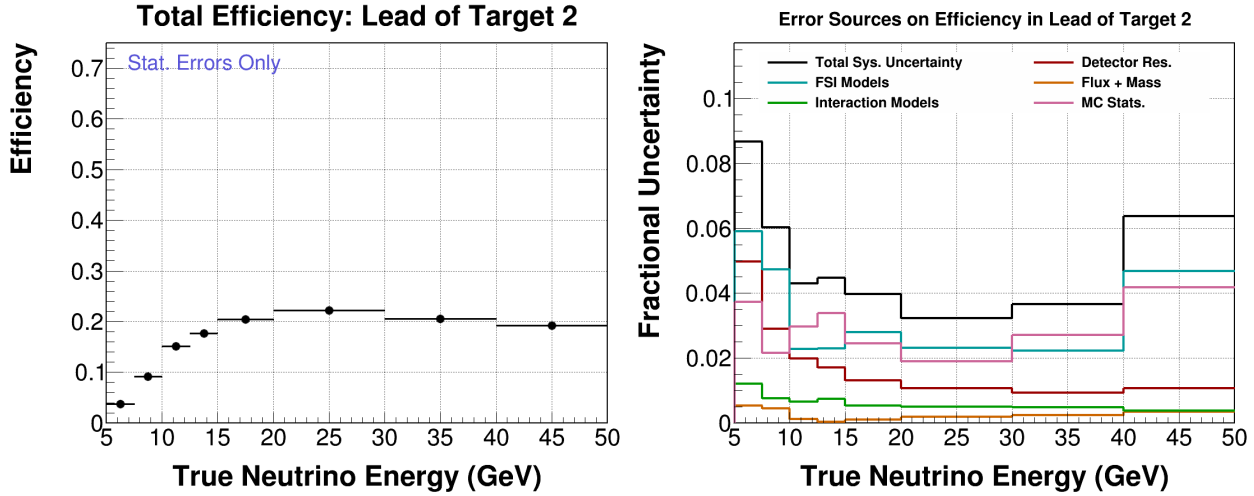 Total Efficiency: Lead of Target 2
Efficiency
Stat. Errors Only
0.7
0.6
0.5
0.4
0.3
0.2
0.1
0
5 10 15 20 25 30 35 40 45 50
True Neutrino Energy (GeV)
Error Sources on Efficiency in Lead of Target 2
Fractional Uncertainty
Total Sys. Uncertainty
FSI Models
Interaction Models
Detector Res.
Flux + Mass
MC Stats.
0.1
0.08
0.06
0.04
0.02
0
5 10 15 20 25 30 35 40 45 50
True Neutrino Energy (GeV)